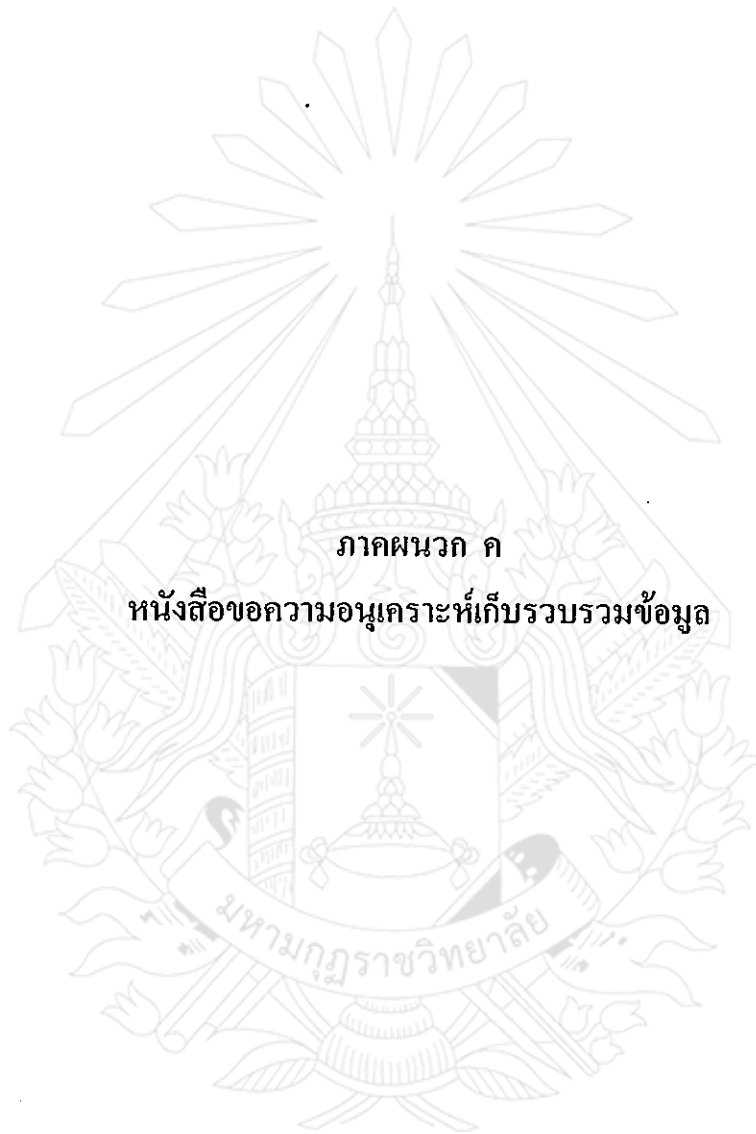 ภาคผนวก ค
หนังสือขอความอนุเคราะห์เก็บรวบรวมข้อมูล
มหามกุฏราชวิทยาลัย